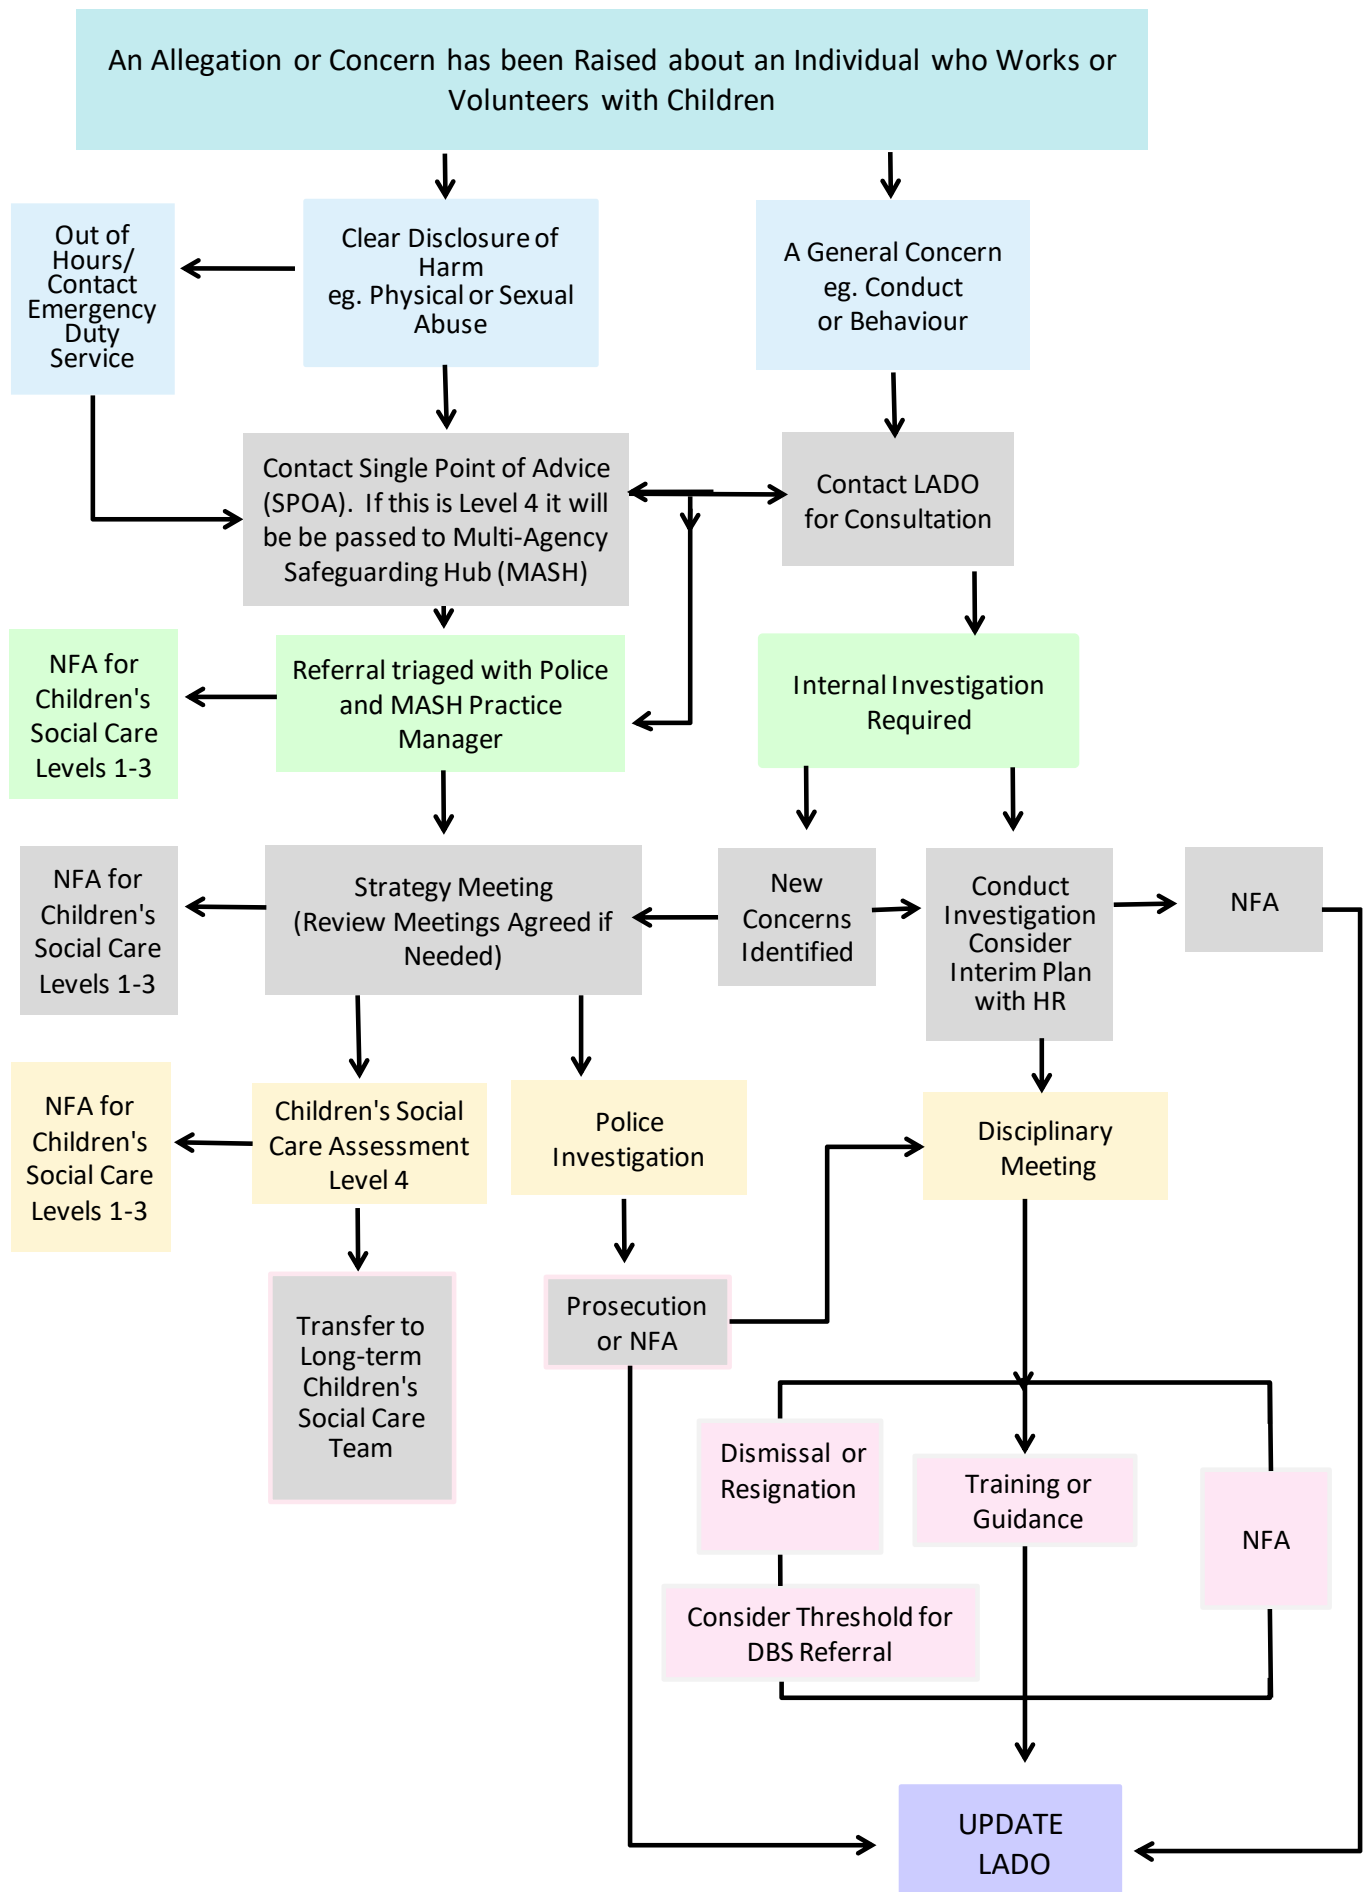 An Allegation or Concern has been Raised about an Individual who Works or
Volunteers with Children
Out of
Hours/
Contact
Emergency
Duty
Service
Clear Disclosure of
Harm
eg. Physical or Sexual
Abuse
A General Concern
eg. Conduct
or Behaviour
Contact Single Point of Advice
(SPOA). If this is Level 4 it will
be be passed to Multi-Agency
Safeguarding Hub (MASH)
Contact LADO
for Consultation
NFA for
Children's
Social Care
Levels 1-3
Referral triaged with Police
and MASH Practice
Manager
Internal Investigation
Required
NFA for
Children's
Social Care
Levels 1-3
Strategy Meeting
(Review Meetings Agreed if
Needed)
New
Concerns
Identified
Conduct
Investigation
Consider
Interim Plan
with HR
NFA
NFA for
Children's
Social Care
Levels 1-3
Children's Social
Care Assessment
Level 4
Police
Investigation
Disciplinary
Meeting
Transfer to
Long-term
Children's
Social Care
Team
Prosecution
or NFA
Dismissal or
Resignation
Training or
Guidance
NFA
Consider Threshold for
DBS Referral
UPDATE
LADO